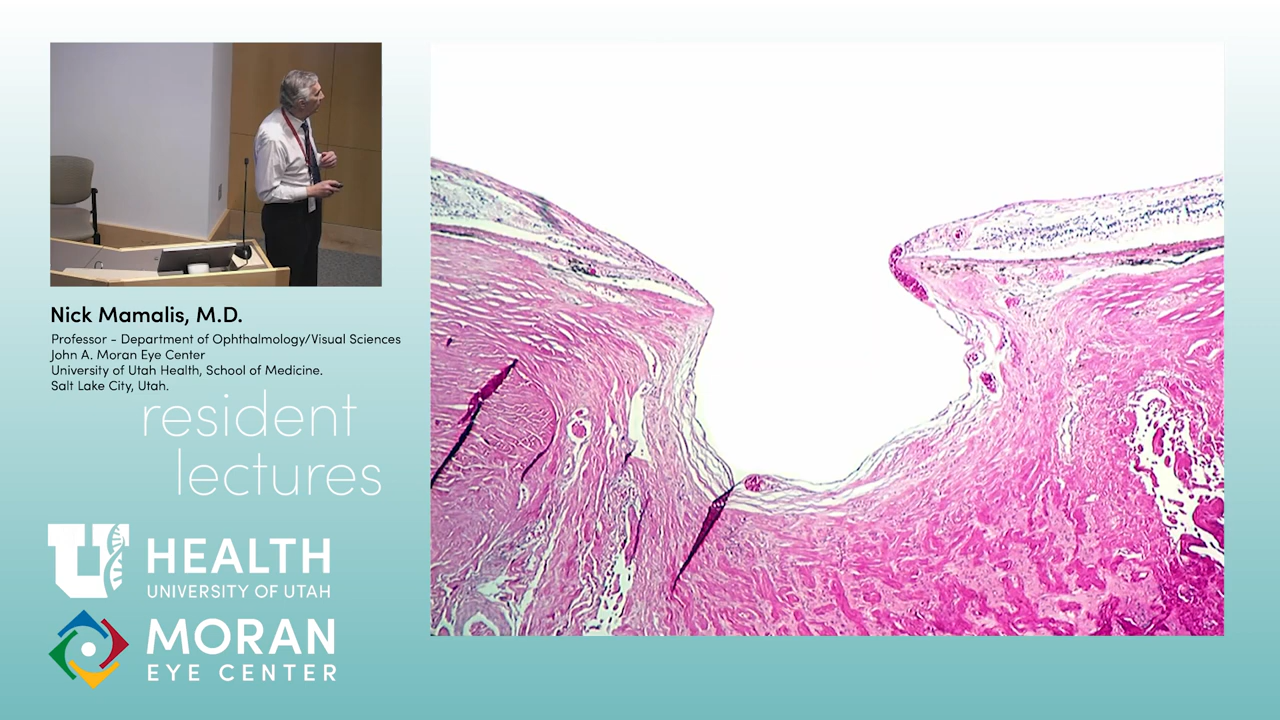 Nick Mamalis, M.D.
Professor - Department of Ophthalmology/Visual Sciences
John A. Moran Eye Center
University of Utah Health, School of Medicine.
Salt Lake City, Utah.
resident
lectures
U HEALTH
UNIVERSITY OF UTAH
MORAN
EYE CENTER